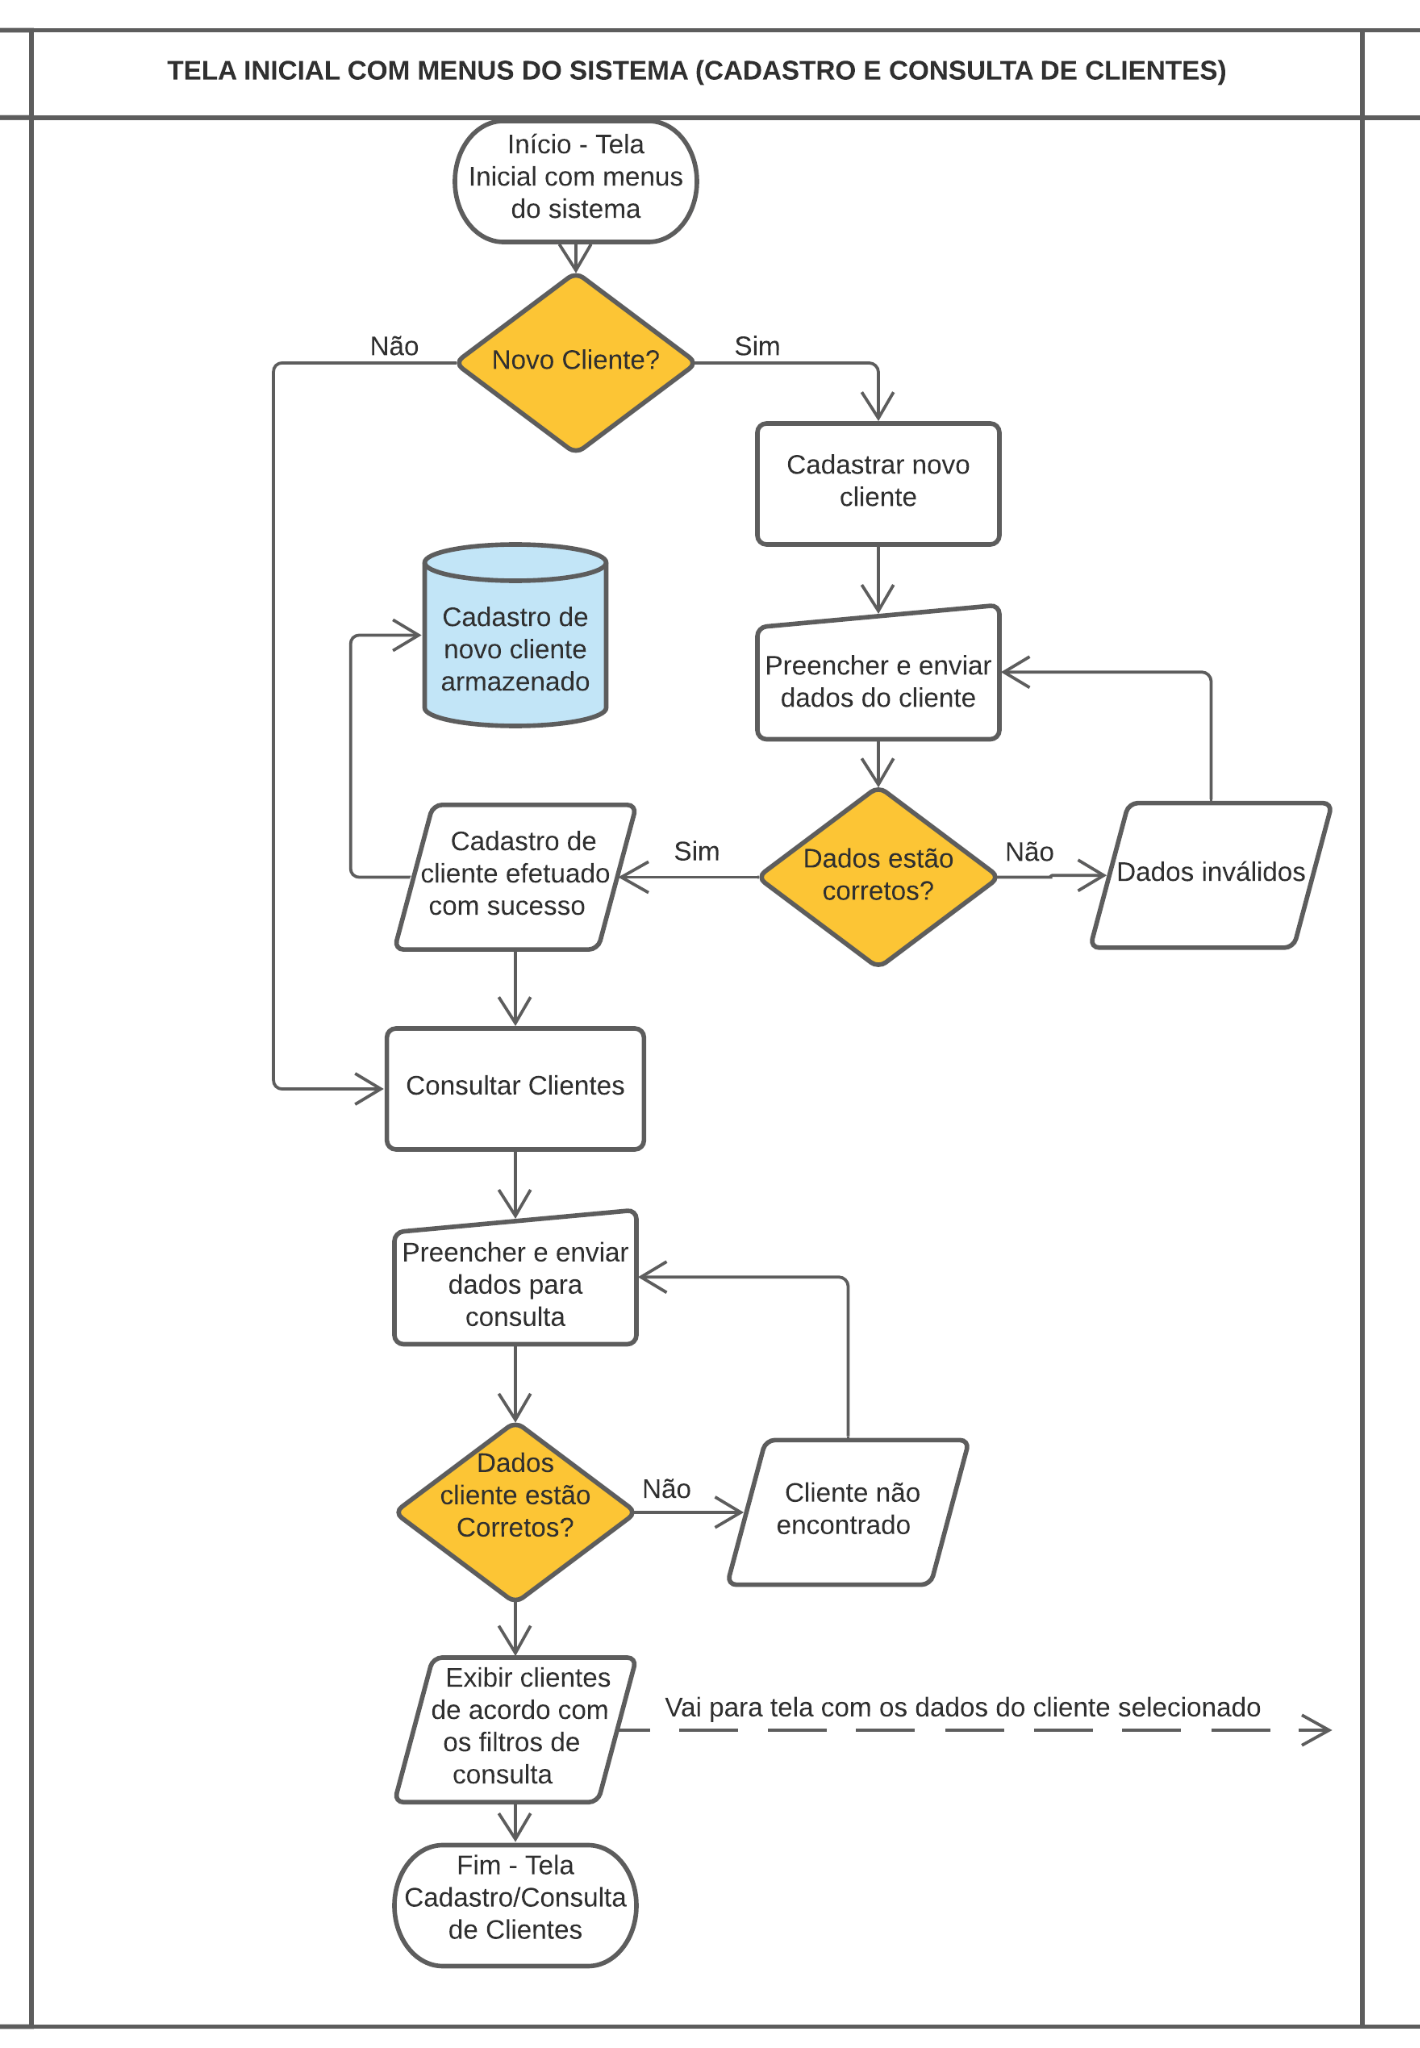 TELA INICIAL COM MENUS DO SISTEMA (CADASTRO E CONSULTA DE CLIENTES)
Início - Tela
Inicial com menus
do sistema
Novo Cliente?
Não
Sim
Cadastrar novo
cliente
Cadastro de
novo cliente
armazenado
Preencher e enviar
dados do cliente
Cadastro de
cliente efetuado
com sucesso
Sim
Dados estão
corretos?
Não
Dados inválidos
Consultar Clientes
Preencher e enviar
dados para
consulta
Dados
cliente estão
Corretos?
Não
Cliente não
encontrado
Exibir clientes
de acordo com
os filtros de
consulta
Vai para tela com os dados do cliente selecionado
Fim - Tela
Cadastro/Consulta
de Clientes